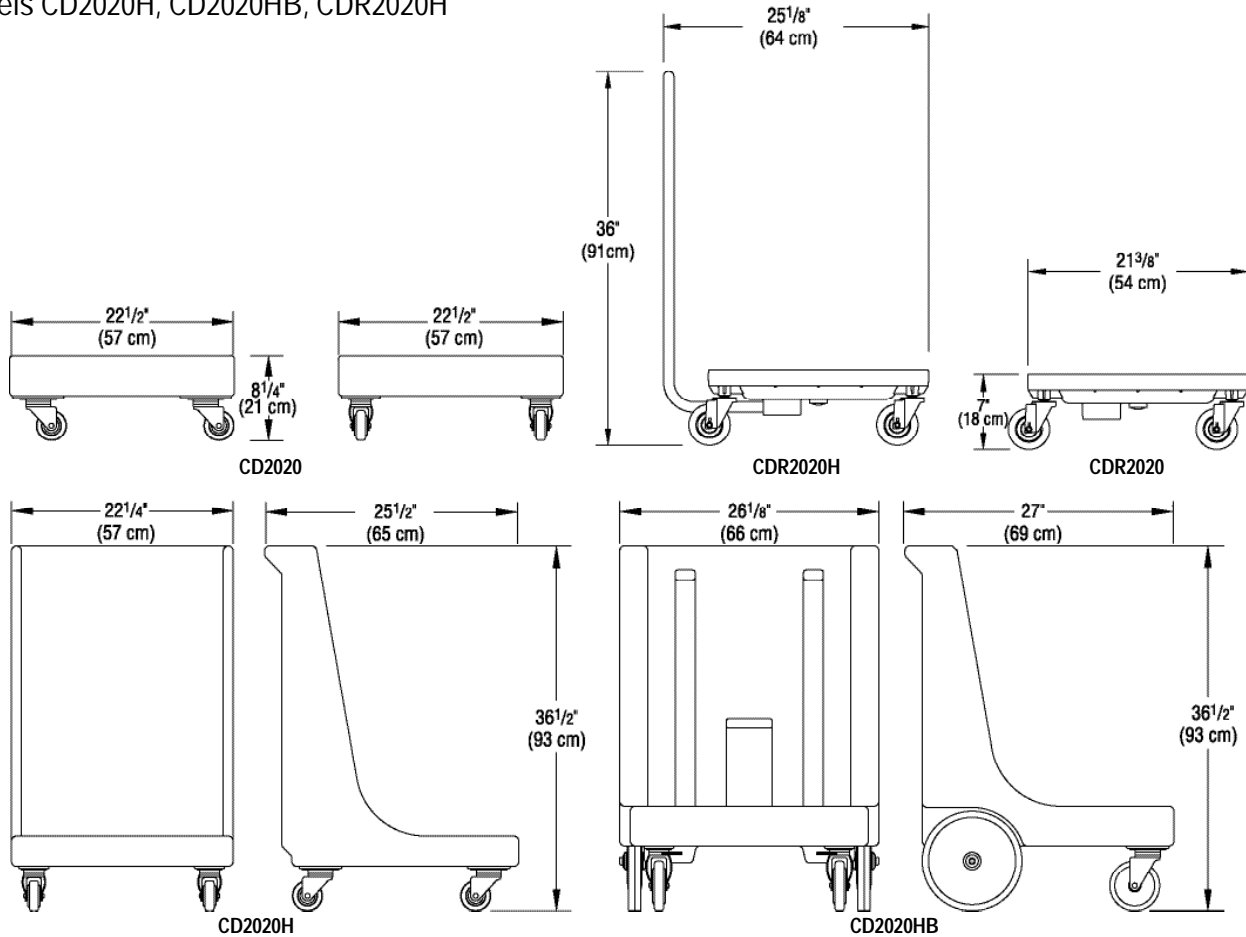 els CD2020H, CD2020HB, CDR2020H
25 1/8"
(64 cm)
36"
(91cm)
22 1/2"
(57 cm)
8 1/4"
(21 cm)
22 1/2"
(57 cm)
21 3/8"
(54 cm)
7"
(18 cm)
CD2020
CDR2020H
CDR2020
22 1/4"
(57 cm)
25 1/2"
(65 cm)
36 1/2"
(93 cm)
26 1/8"
(66 cm)
27"
(69 cm)
36 1/2"
(93 cm)
CD2020H
CD2020HB